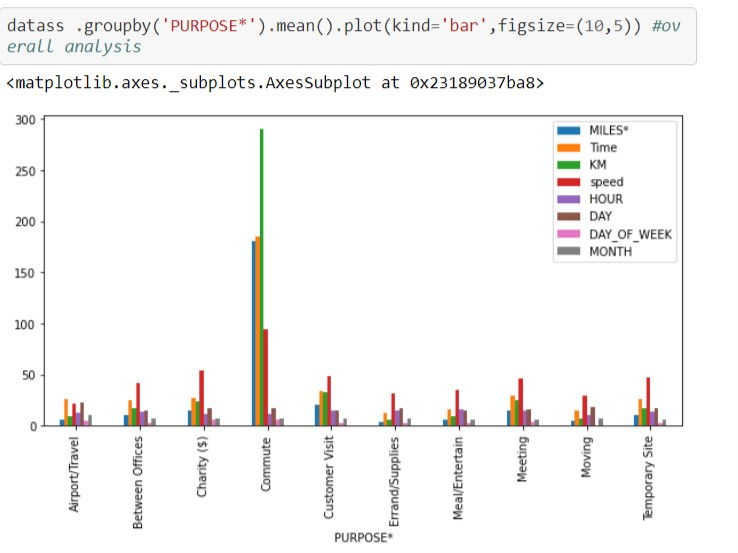 datass .groupby('PURPOSE*').mean().plot(kind='bar',figsize=(10,5)) #ov
erall analysis
<matplotlib.axes._subplots.AxesSubplot at 0x23189037ba8>
300
250
200
150
100
50
0
MILES*
Time
KM
speed
HOUR
DAY
DAY_OF_WEEK
MONTH
Airport/Travel
Between Offices
Charity ($)
Commute
Customer Visit
Errand/Supplies
Meal/Entertain
Meeting
Moving
Temporary Site
PURPOSE*